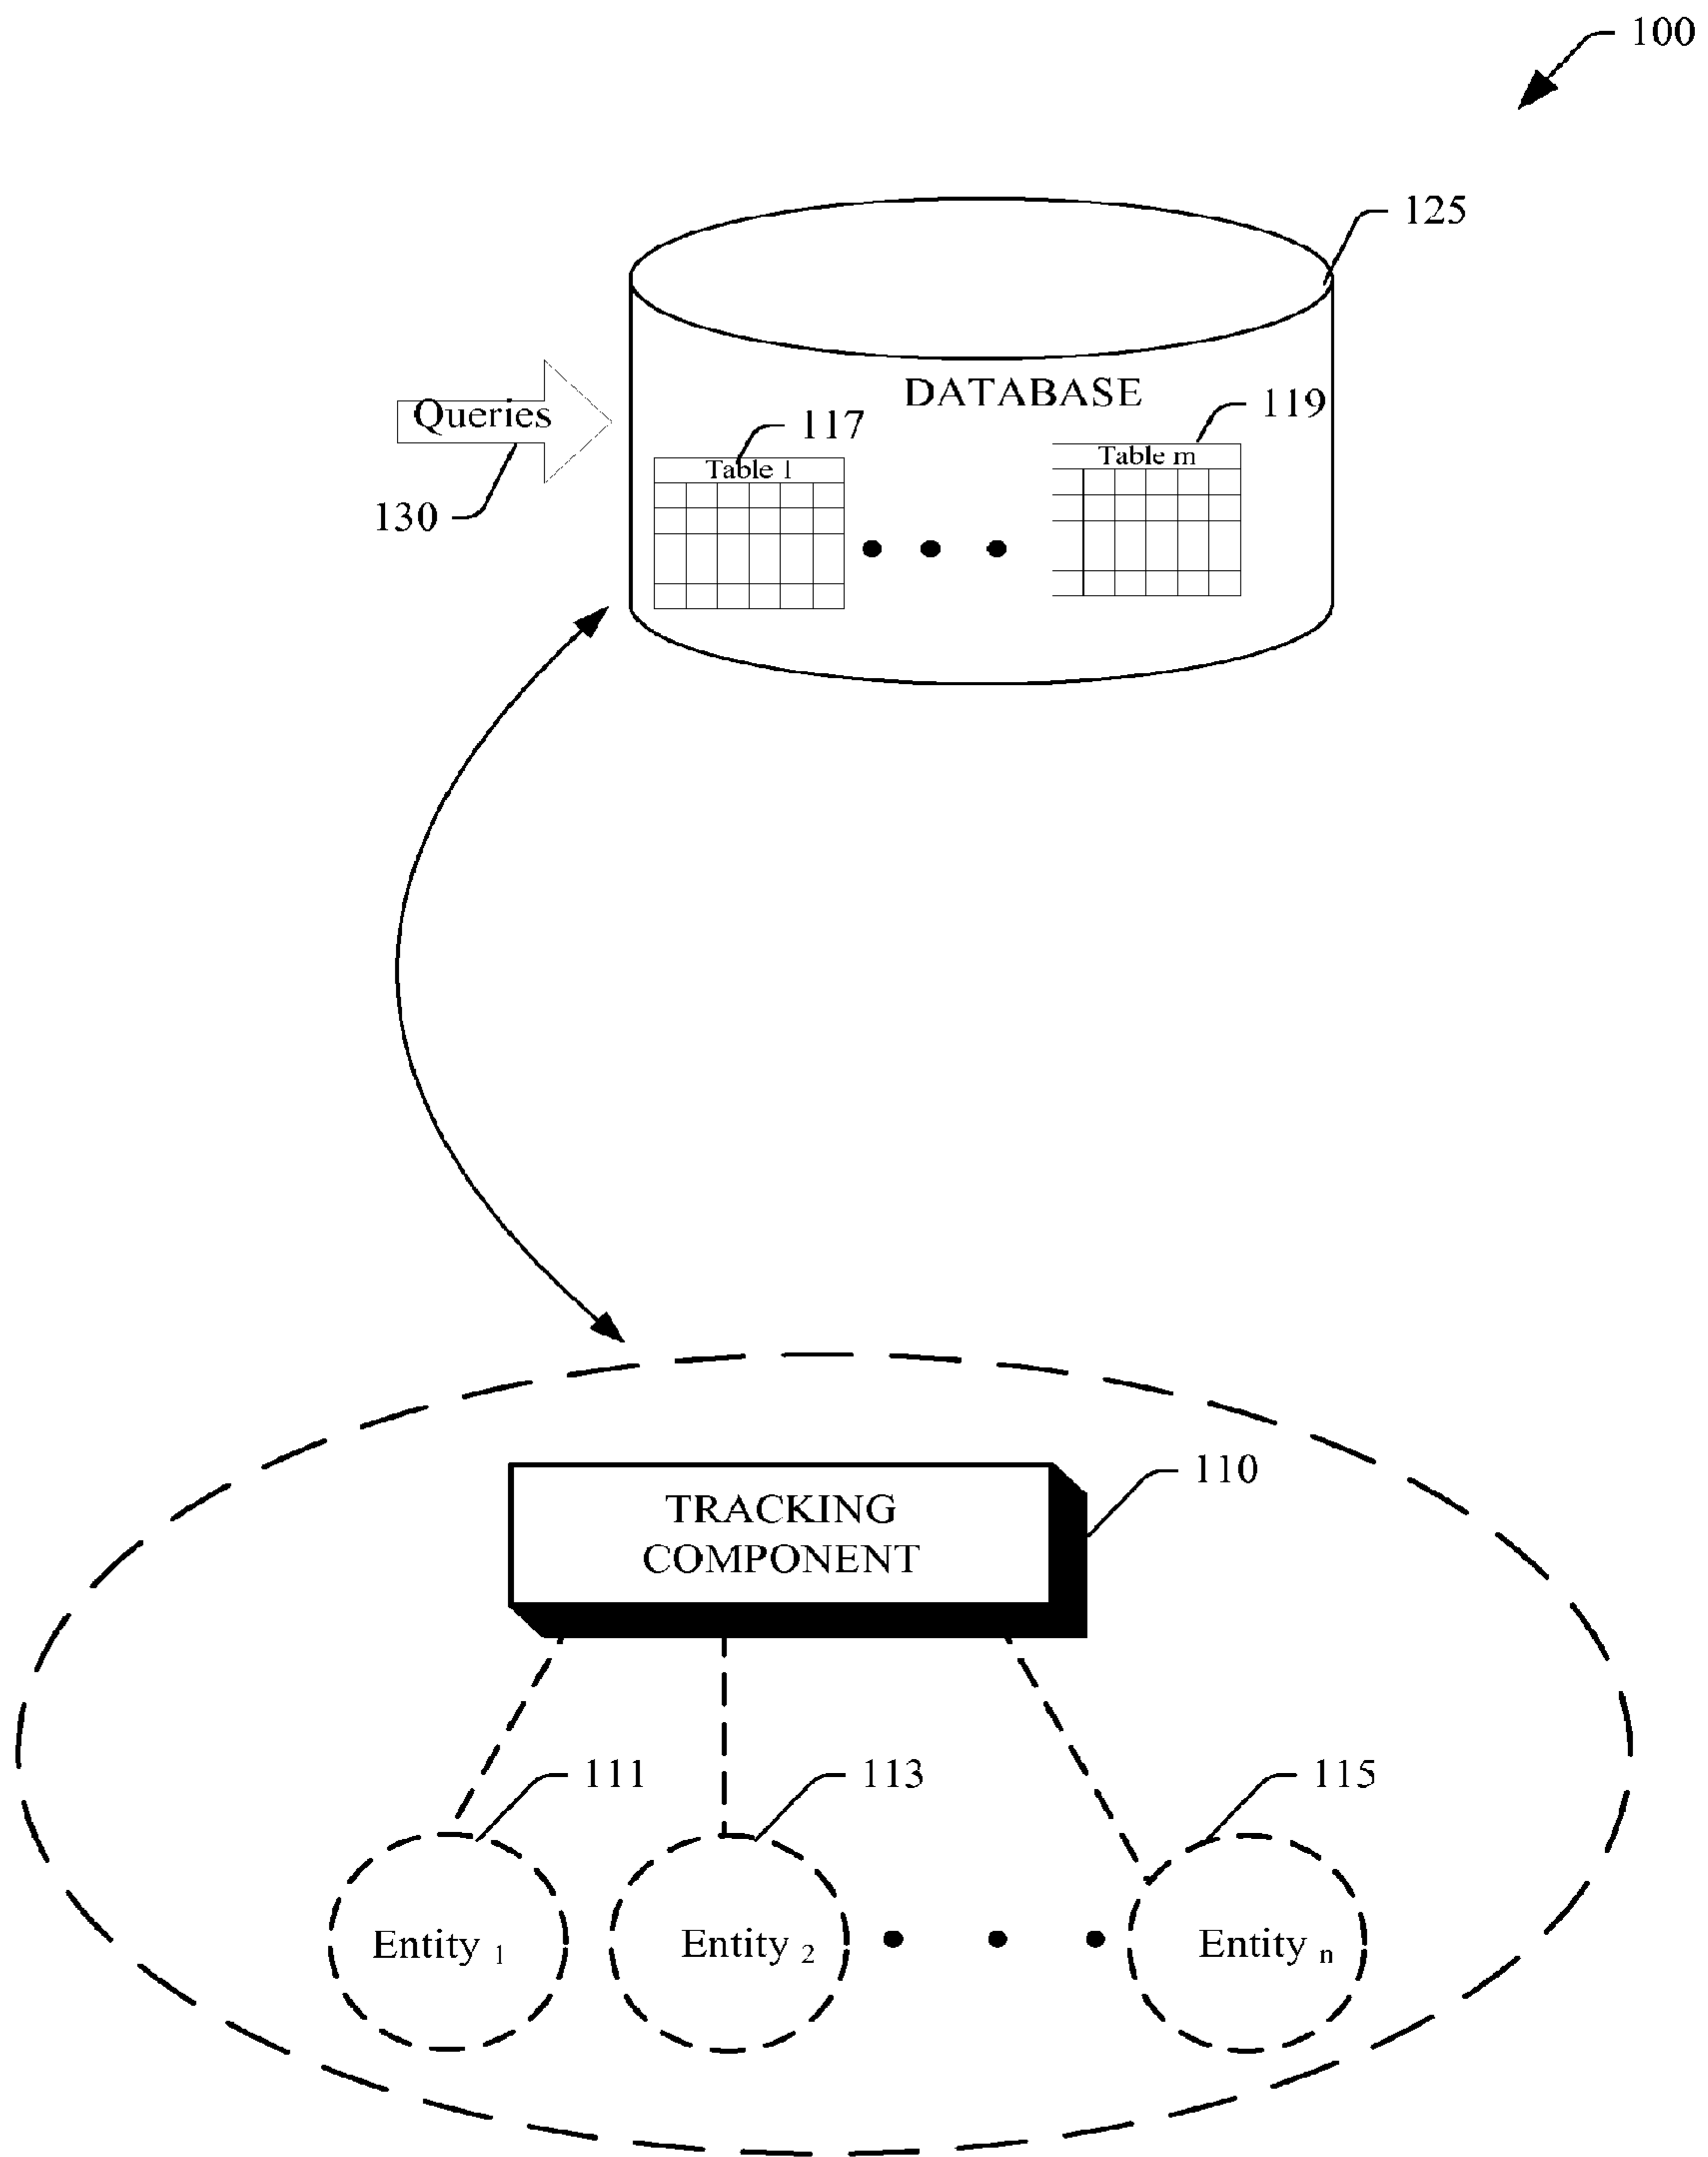 100
125
DATABASE
Queries
117
119
Table 1
Table m
130
TRACKING
COMPONENT
110
111
113
115
Entity 1
Entity 2
Entity n